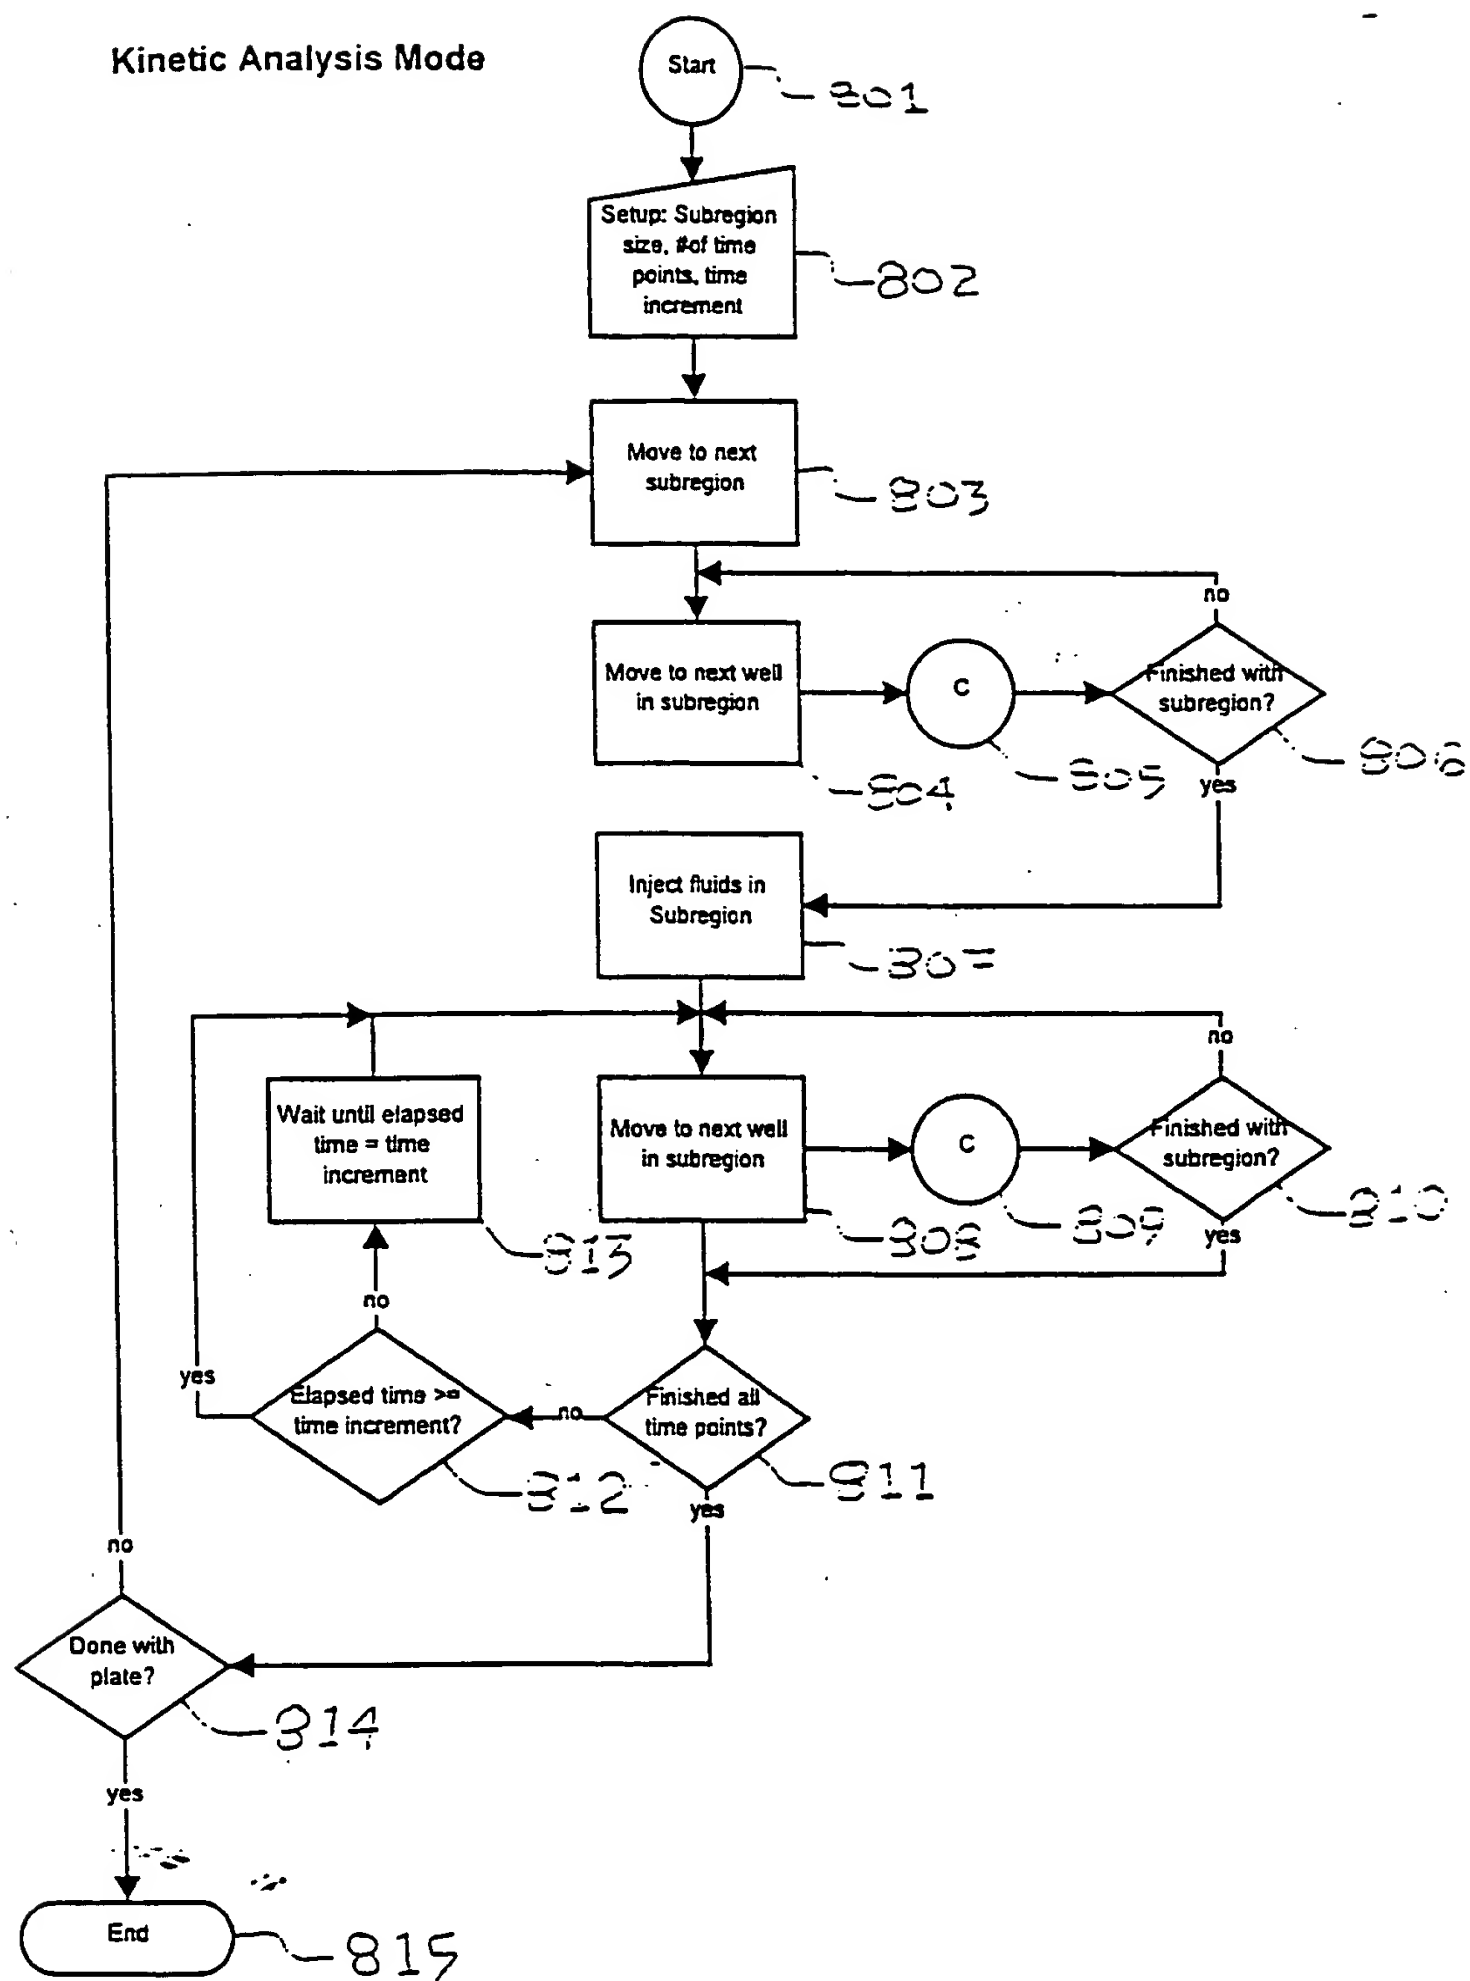 Kinetic Analysis Mode
Start
801
Setup: Subregion
size, # of time
points, time
increment
802
Move to next
subregion
803
no
Move to next well
in subregion
C
Finished with
subregion?
804
805
806
yes
Inject fluids in
Subregion
807
no
Wait until elapsed
time = time
increment
Move to next well
in subregion
C
Finished with
subregion?
813
808
809
810
yes
no
yes
Elapsed time >=
time increment?
no
Finished all
time points?
812
811
yes
no
Done with
plate?
814
yes
End
815